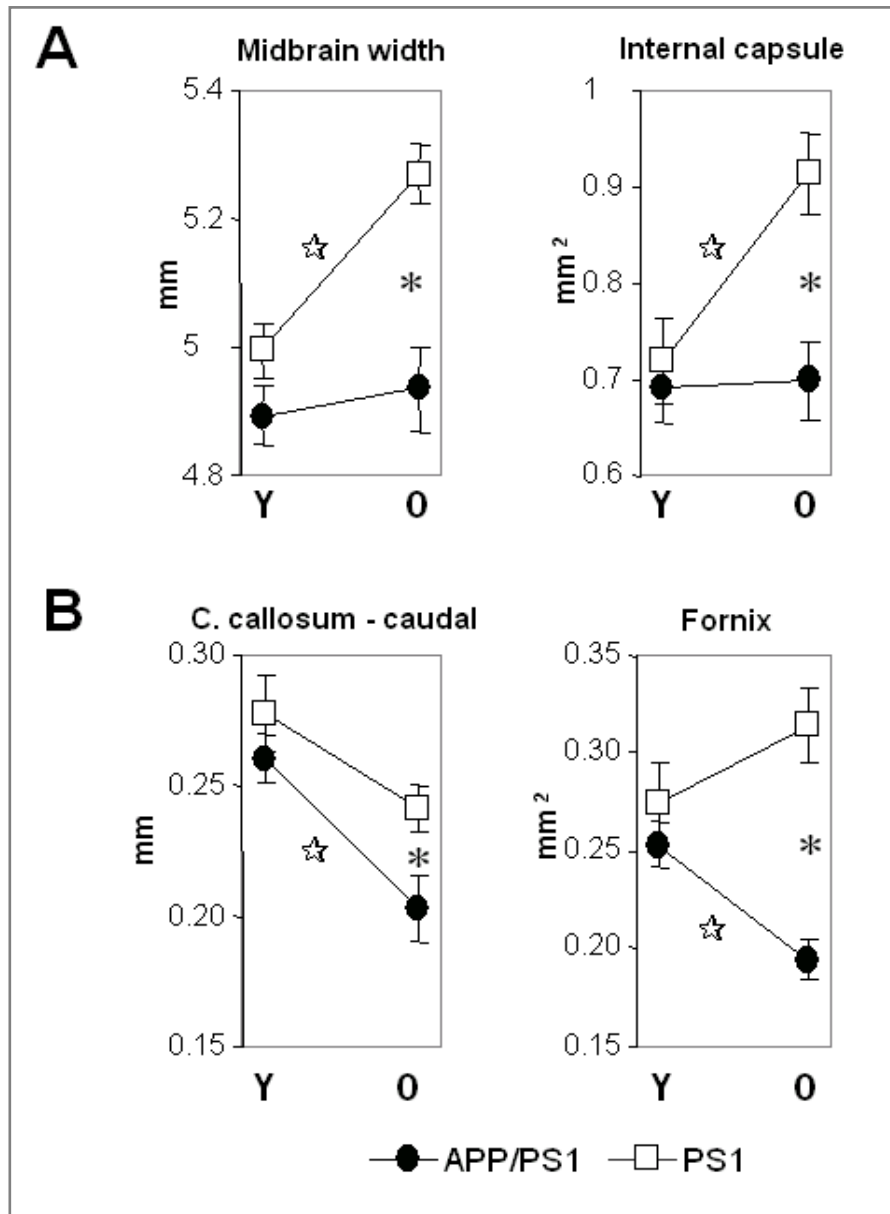 A
Midbrain width
Internal capsule
5.4
5.2
5
4.8
mm
*
Y
O
1
0.9
0.8
0.7
0.6
mm²
*
Y
O
B
C. callosum - caudal
Fornix
0.30
0.25
0.20
0.15
mm
*
Y
O
0.35
0.30
0.25
0.20
0.15
mm²
*
Y
O
APP/PS1 PS1